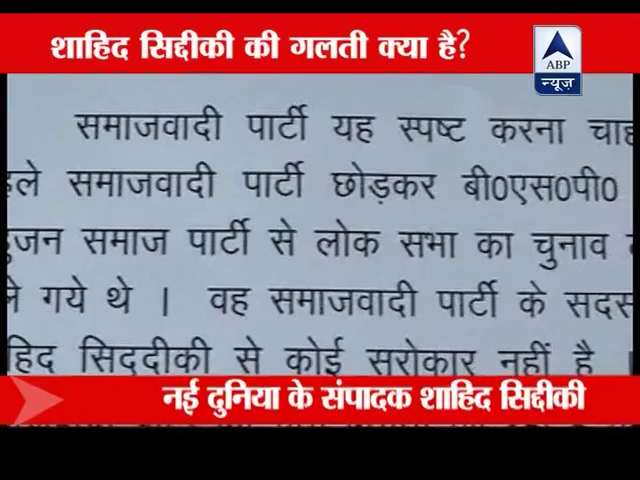 शाहिद सिद्दीकी की गलती क्या है?
ABP
न्यूज़
समाजवादी पार्टी यह स्पष्ट करना
समाजवादी पार्टी छोड़कर बी0एस0पी0
समाज पार्टी से लोक सभा का चुनाव
गये थे । वह समाजवादी पार्टी के
सिददीकी से कोई सरोकार नहीं है ।
नई दुनिया के संपादक शाहिद सिद्दीकी